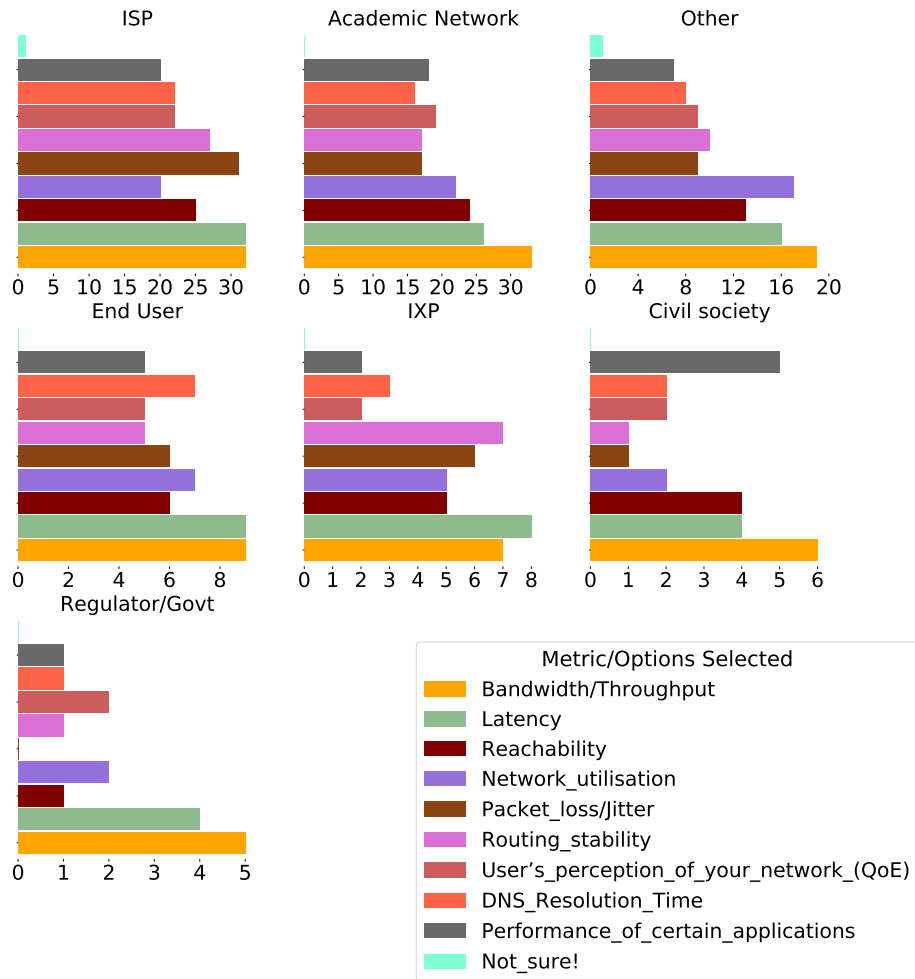 ISP
Academic Network
Other
0 5 10 15 20 25 30
0 5 10 15 20 25 30
0 4 8 12 16 20
End User
IXP
Civil society
0 2 4 6 8
0 1 2 3 4 5 6 7 8
0 1 2 3 4 5 6
Regulator/Govt
0 1 2 3 4 5
Metric/Options Selected
Bandwidth/Throughput
Latency
Reachability
Network_utilisation
Packet_loss/Jitter
Routing_stability
User’s_perception_of_your_network_(QoE)
DNS_Resolution_Time
Performance_of_certain_applications
Not_sure!